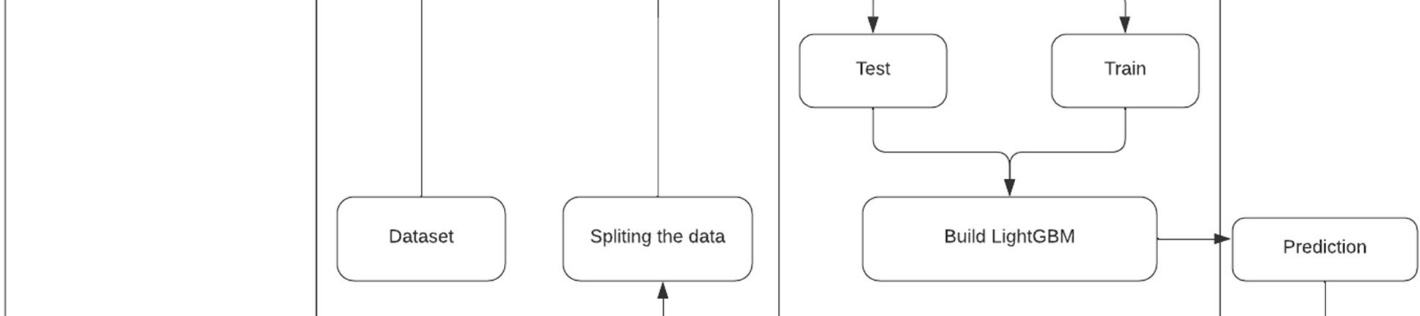 Test
Train
Dataset
Spliting the data
Build LightGBM
Prediction